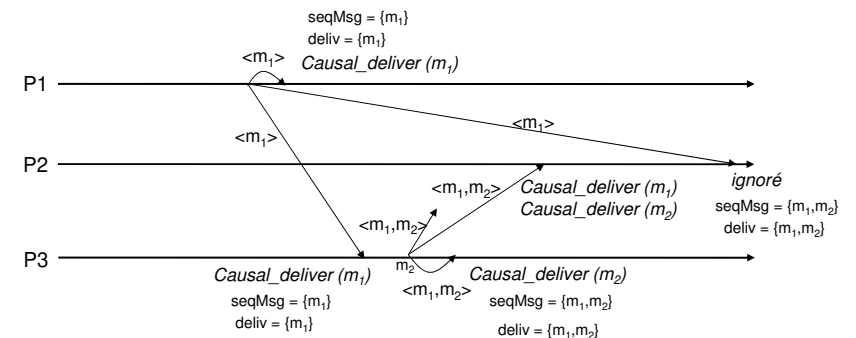 seqMsg = {m₁}
deliv = {m₁}
<m₁>
Causal_deliver (m₁)
P1
<m₁>
<m₁>
P2
<m₁,m₂>
Causal_deliver (m₁)
Causal_deliver (m₂)
ignoré
seqMsg = {m₁,m₂}
deliv = {m₁,m₂}
<m₁,m₂>
P3
m₂
Causal_deliver (m₁)
seqMsg = {m₁}
deliv = {m₁}
<m₁,m₂>
Causal_deliver (m₂)
seqMsg = {m₁,m₂}
deliv = {m₁,m₂}